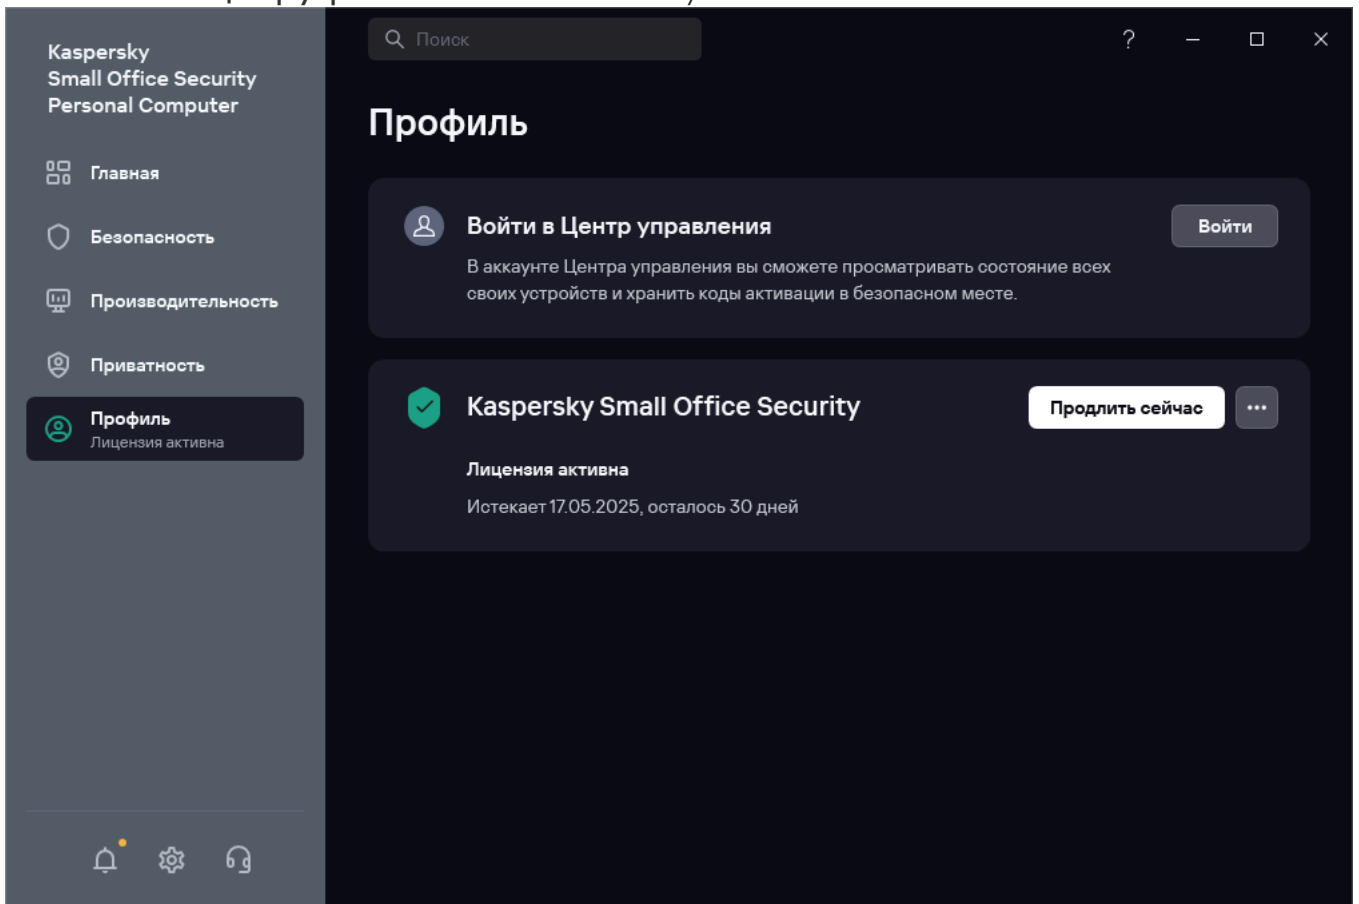 Kaspersky
Small Office Security
Personal Computer
Главная
Безопасность
Производительность
Приватность
Профиль
Лицензия активна
Поиск
?
Профиль
Войти в Центр управления
Войти
В аккаунте Центра управления вы сможете просматривать состояние всех
своих устройств и хранить коды активации в безопасном месте.
Kaspersky Small Office Security
Продлить сейчас
Лицензия активна
Истекает 17.05.2025, осталось 30 дней